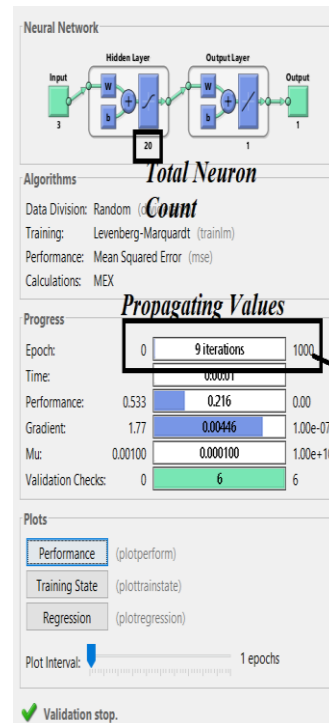 Neural Network
Hidden Layer
Output Layer
Input
Output
W
W
b
b
+
+
3
20
1
1
Total Neuron
Count
Algorithms
Data Division: Random
Training: Levenberg-Marquardt (trainlm)
Performance: Mean Squared Error (mse)
Calculations: MEX
Propagating Values
Progress
Epoch: 0 9 iterations 1000
Time: 0:00:01
Performance: 0.533 0.216 0.00
Gradient: 1.77 0.00446 1.00e-07
Mu: 0.00100 0.000100 1.00e+10
Validation Checks: 0 6 6
Plots
Performance (plotperform)
Training State (plottrainstate)
Regression (plotregression)
Plot Interval: 1 epochs
Validation stop.